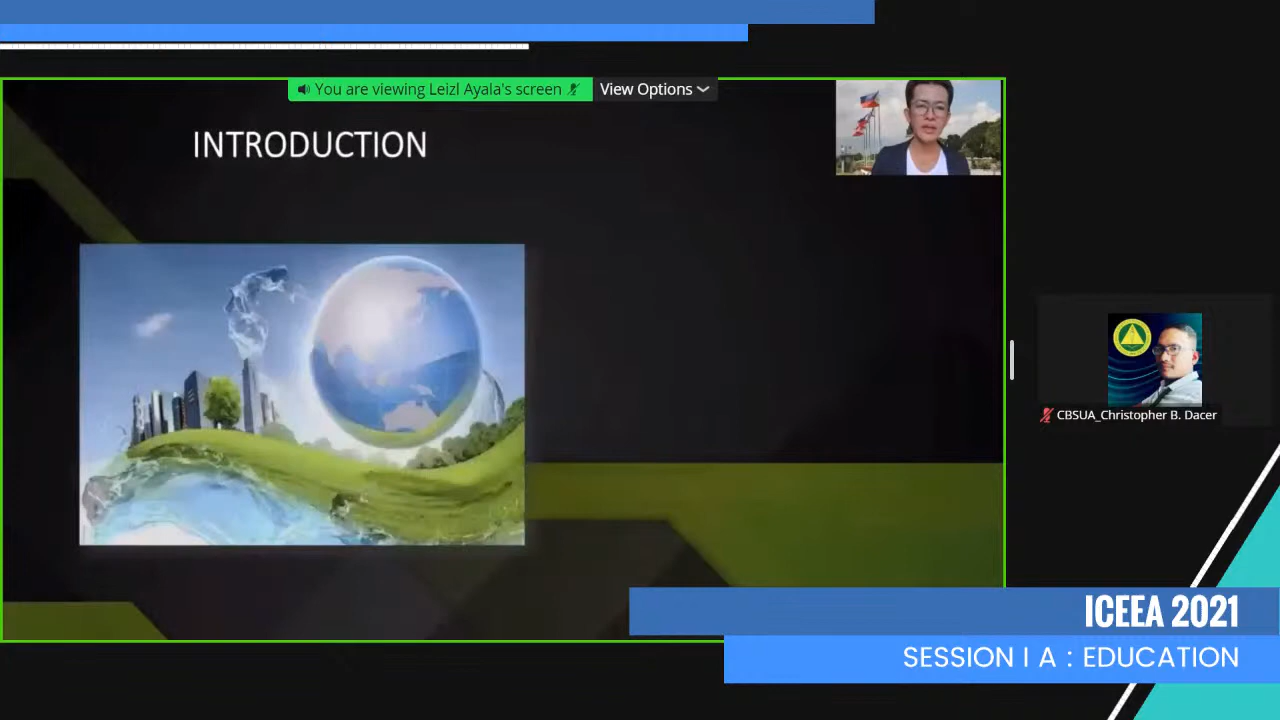 You are viewing Leizl Ayala's screen
View Options
INTRODUCTION
CBSUA_Christopher B. Dacer
ICEEA 2021
SESSION I A : EDUCATION